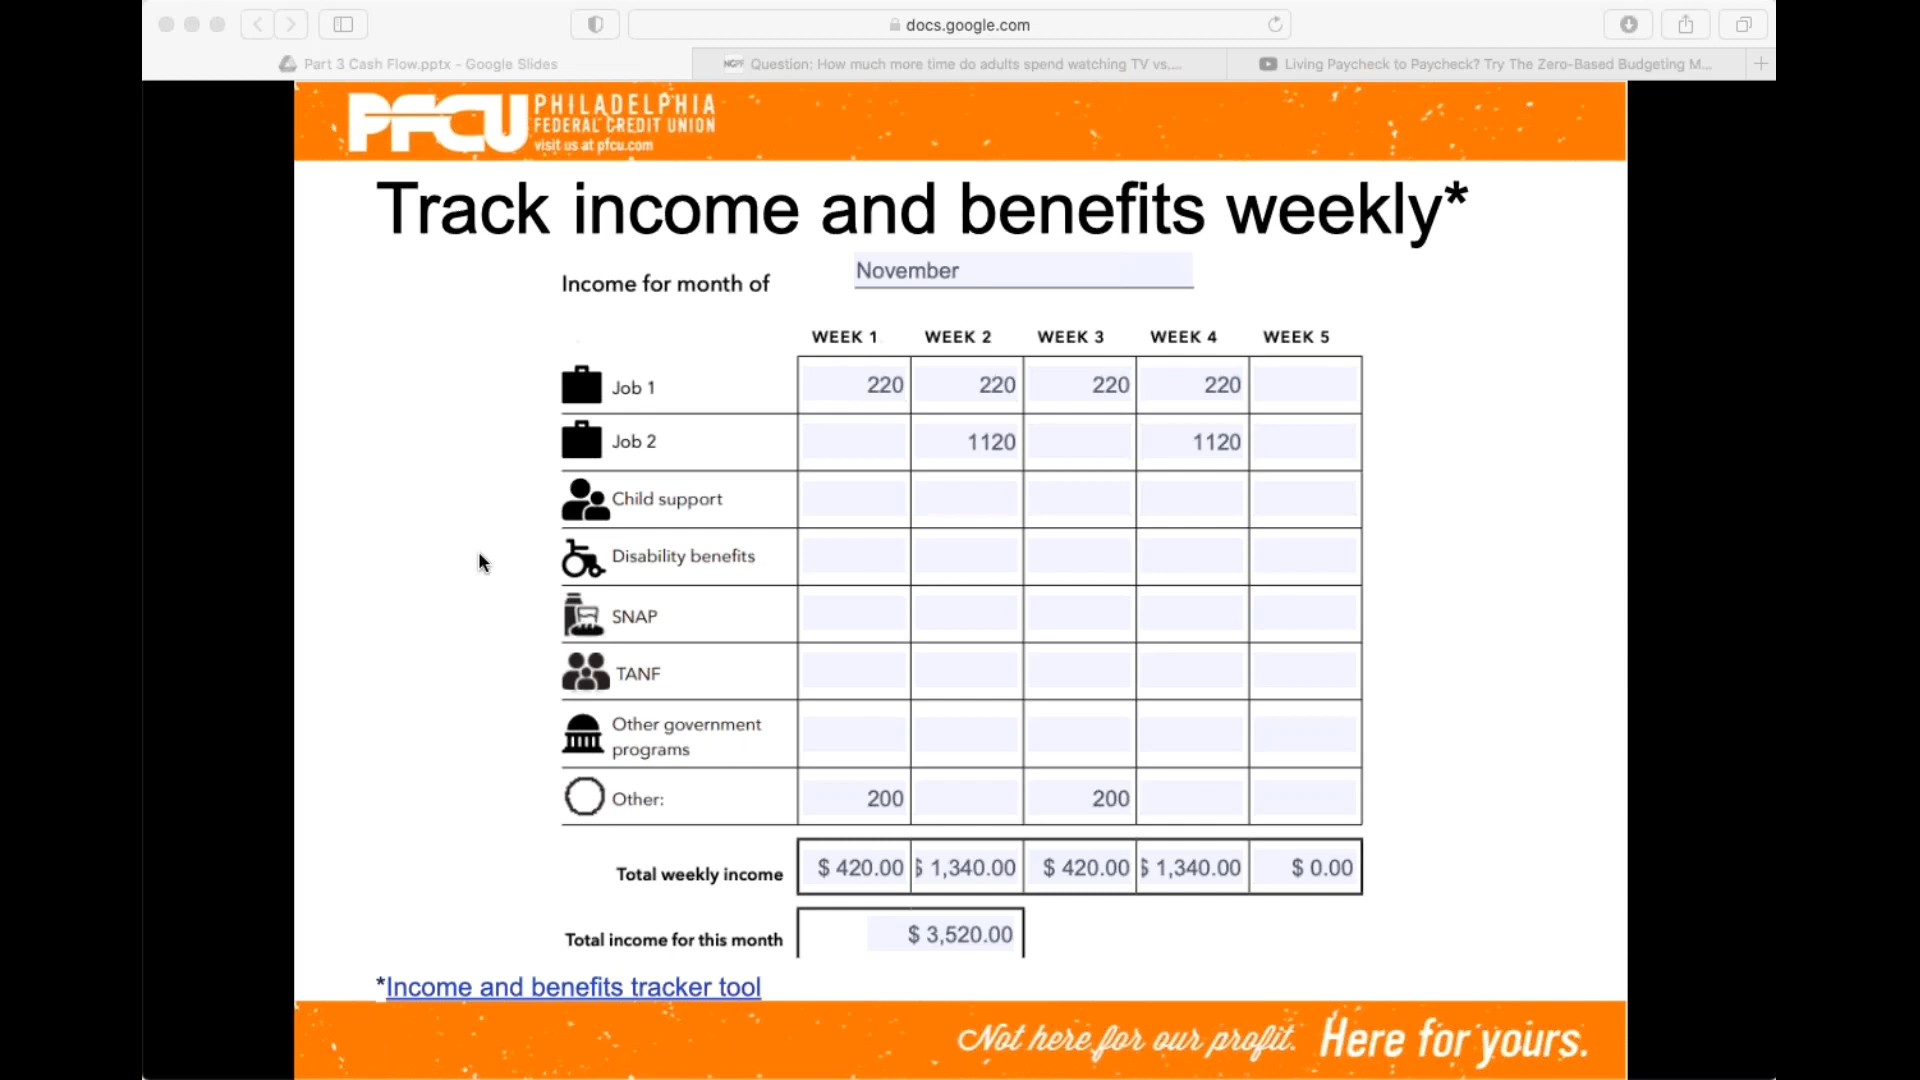 docs.google.com
Part 3 Cash Flow.pptx - Google Slides
NGPF Question: How much more time do adults spend watching TV vs....
Living Paycheck to Paycheck? Try The Zero-Based Budgeting M...
PFCU
PHILADELPHIA
FEDERAL CREDIT UNION
visit us at pfcu.com
Track income and benefits weekly*
Income for month of November
WEEK 1 WEEK 2 WEEK 3 WEEK 4 WEEK 5
Job 1 220 220 220 220
Job 2 1120 1120
Child support
Disability benefits
SNAP
TANF
Other government
programs
Other: 200 200
Total weekly income $ 420.00 $ 1,340.00 $ 420.00 $ 1,340.00 $ 0.00
Total income for this month $ 3,520.00
*Income and benefits tracker tool
Not here for our profit. Here for yours.